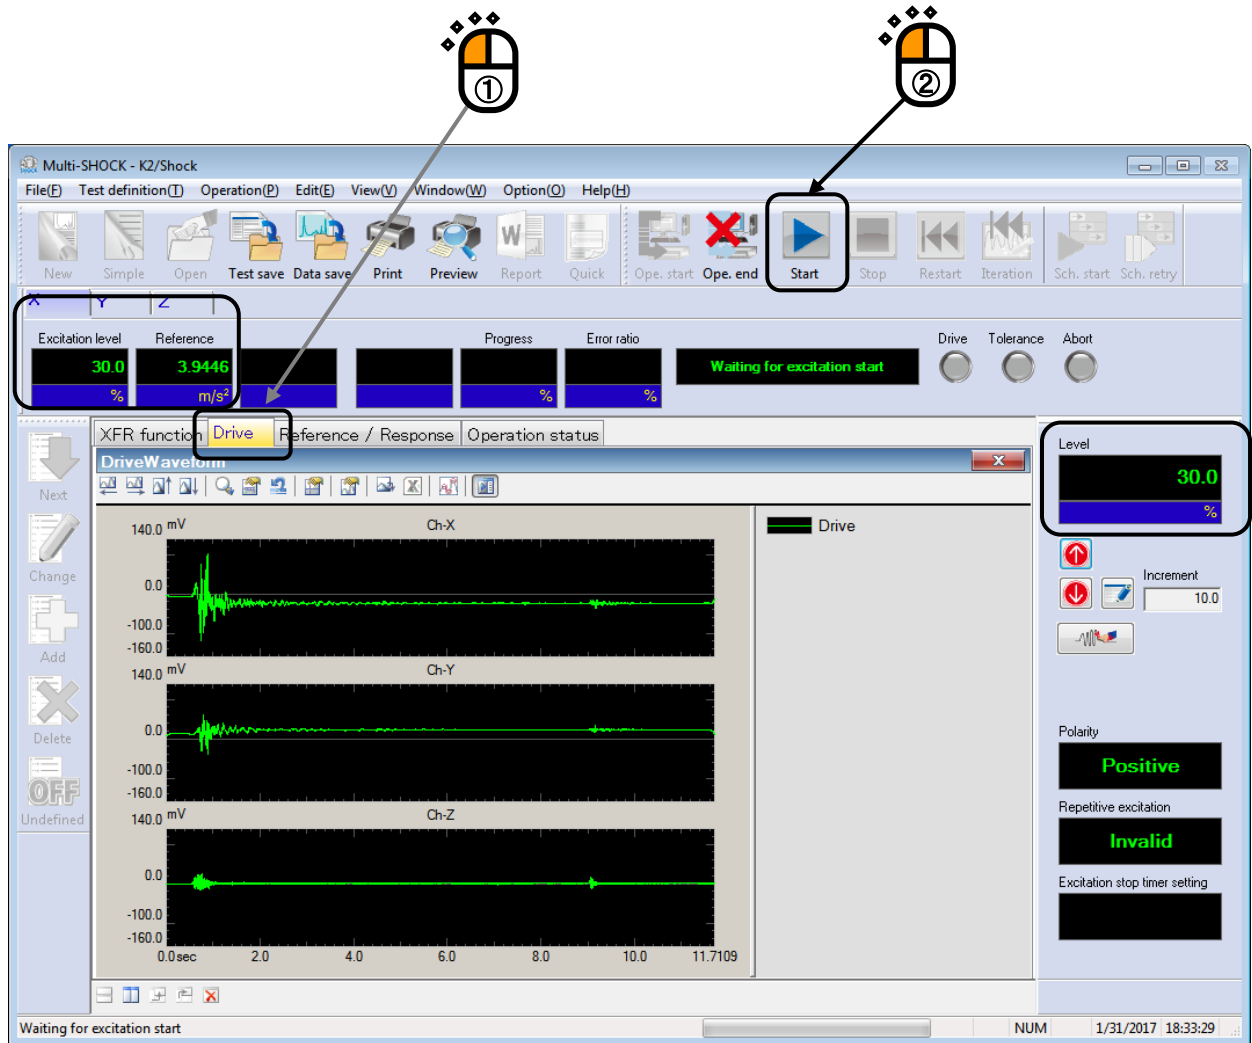 ① ②
Multi-SHOCK - K2/Shock
File(F) Test definition(T) Operation(P) Edit(E) View(V) Window(W) Option(O) Help(H)
New Simple Open Test save Data save Print Preview Report Quick Ope. start Ope. end Start Stop Restart Iteration Sch. start Sch. retry
X Y Z
Excitation level Reference Progress Error ratio Drive Tolerance Abort
30.0 3.9446 Waiting for excitation start
% m/s² % %
XFR function Drive Reference / Response Operation status
DriveWaveform
Next
Change
Add
Delete
OFF
Undefined
140.0 mV Ch-X
0.0
-100.0
-160.0
140.0 mV Ch-Y
0.0
-100.0
-160.0
140.0 mV Ch-Z
0.0
-100.0
-160.0
0.0sec 2.0 4.0 6.0 8.0 10.0 11.7109
Drive
Level
30.0
%
Increment
10.0
Polarity
Positive
Repetitive excitation
Invalid
Excitation stop timer setting
Waiting for excitation start NUM 1/31/2017 18:33:29